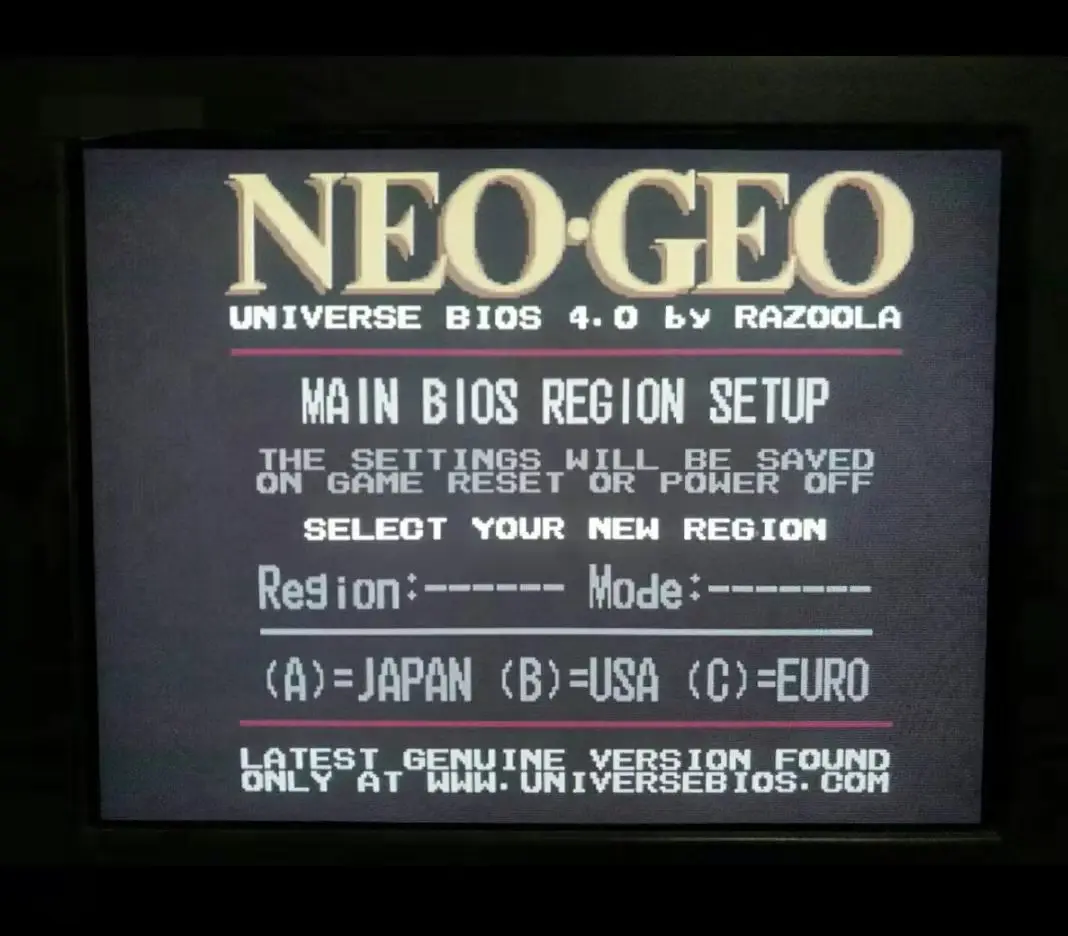 NEO·GEO
UNIVERSE BIOS 4.0 by RAZOOLA
MAIN BIOS REGION SETUP
THE SETTINGS WILL BE SAVED
ON GAME RESET OR POWER OFF
SELECT YOUR NEW REGION
Region:------ Mode:-------
(A)=JAPAN (B)=USA (C)=EURO
LATEST GENUINE VERSION FOUND
ONLY AT WWW.UNIVERSEBIOS.COM